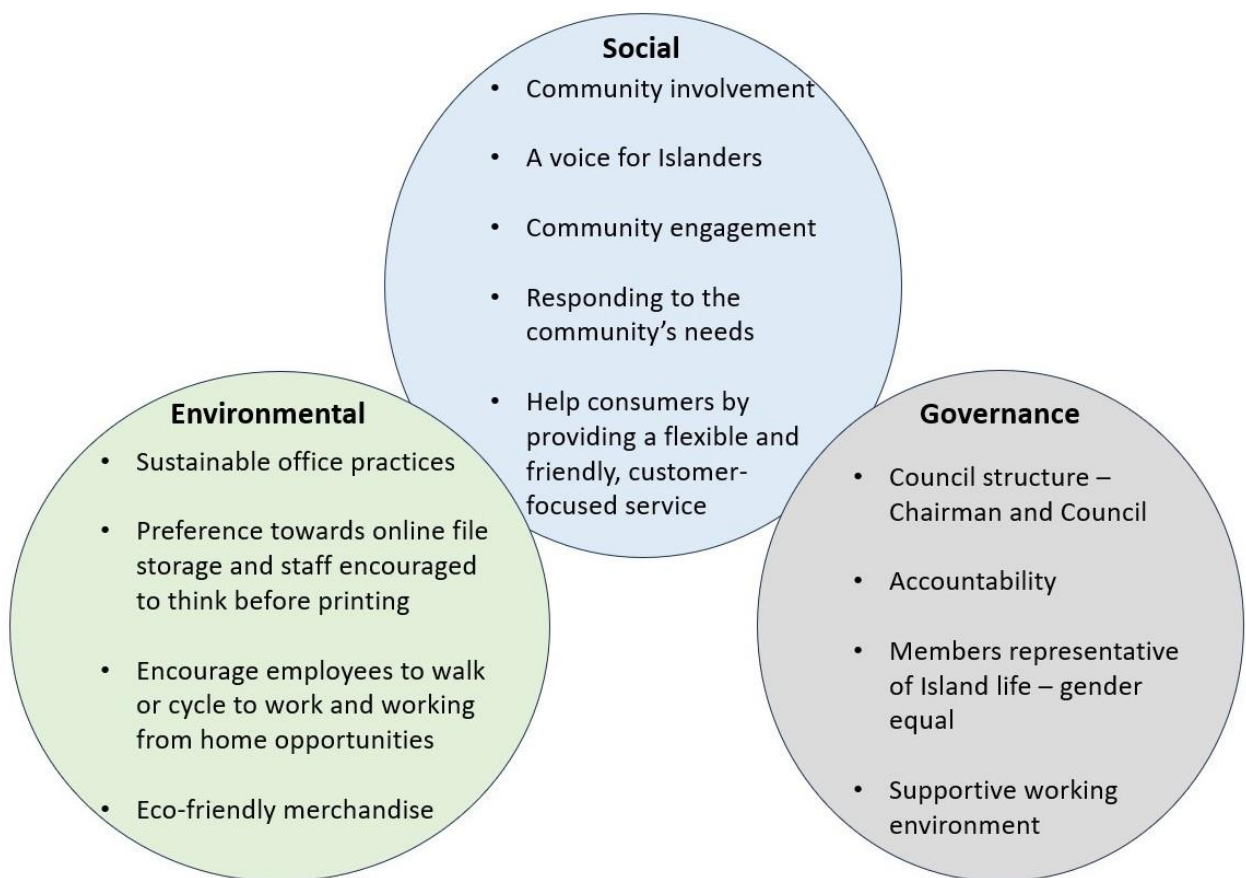 Social
• Community involvement
• A voice for Islanders
• Community engagement
• Responding to the
community’s needs
• Help consumers by
providing a flexible and
friendly, customer-
focused service
Environmental
• Sustainable office practices
• Preference towards online file
storage and staff encouraged
to think before printing
• Encourage employees to walk
or cycle to work and working
from home opportunities
• Eco-friendly merchandise
Governance
• Council structure –
Chairman and Council
• Accountability
• Members representative
of Island life – gender
equal
• Supportive working
environment